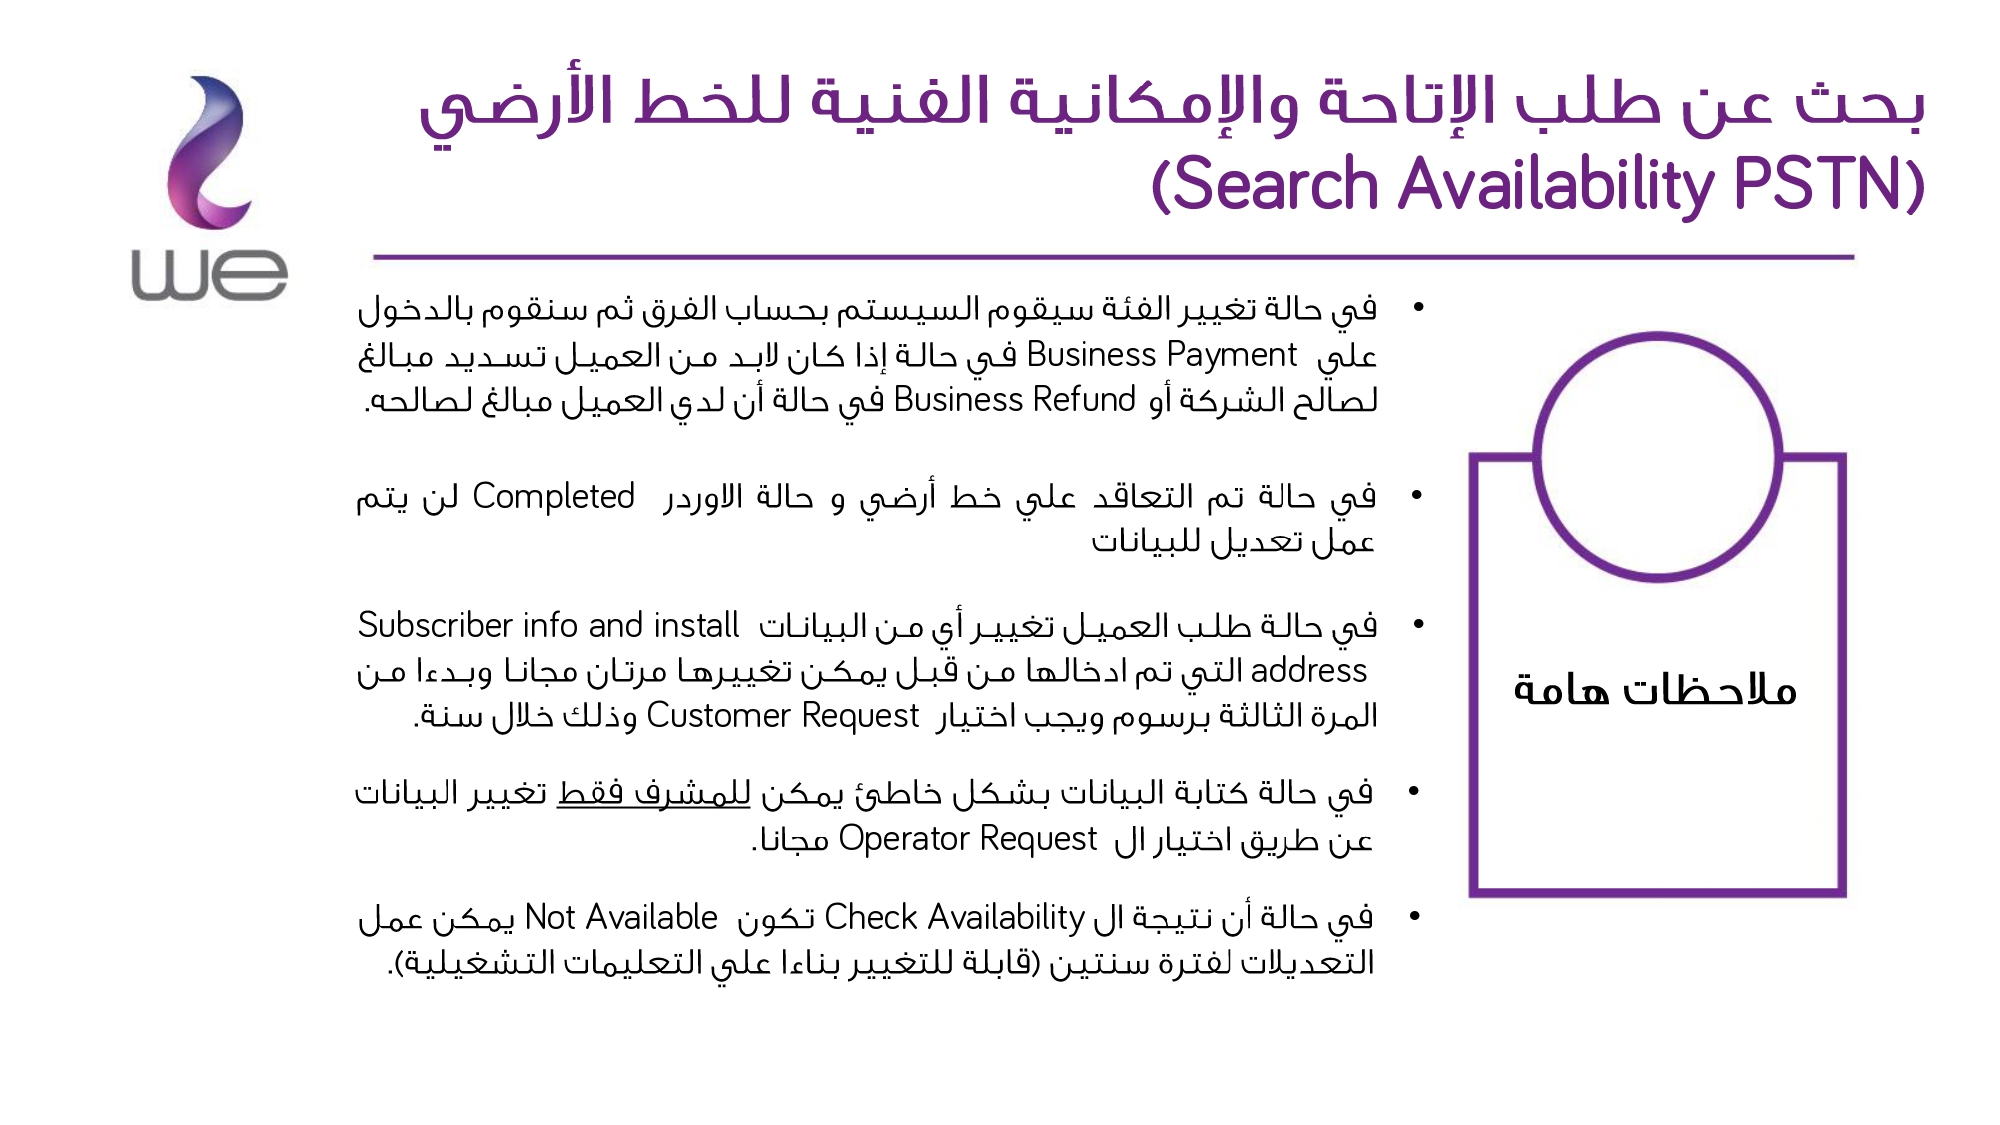 بحث عن طلب الإتاحة والإمكانية الفنية للخط الأرضي
(Search Availability PSTN)
we
• في حالة تغيير الفئة سيقوم السيستم بحساب الفرق ثم سنقوم بالدخول
علي Business Payment في حالة إذا كان لابد من العميل تسديد مبالغ
لصالح الشركة أو Business Refund في حالة أن لدي العميل مبالغ لصالحه.
• في حالة تم التعاقد علي خط أرضي و حالة الاوردر Completed لن يتم
عمل تعديل للبيانات
• في حالة طلب العميل تغيير أي من البيانات Subscriber info and install
address التي تم ادخالها من قبل يمكن تغييرها مرتان مجانا وبدءا من
المرة الثالثة برسوم ويجب اختيار Customer Request وذلك خلال سنة.
• في حالة كتابة البيانات بشكل خاطئ يمكن للمشرف فقط تغيير البيانات
عن طريق اختيار ال Operator Request مجانا.
• في حالة أن نتيجة ال Check Availability تكون Not Available يمكن عمل
التعديلات لفترة سنتين (قابلة للتغيير بناءا علي التعليمات التشغيلية).
ملاحظات هامة